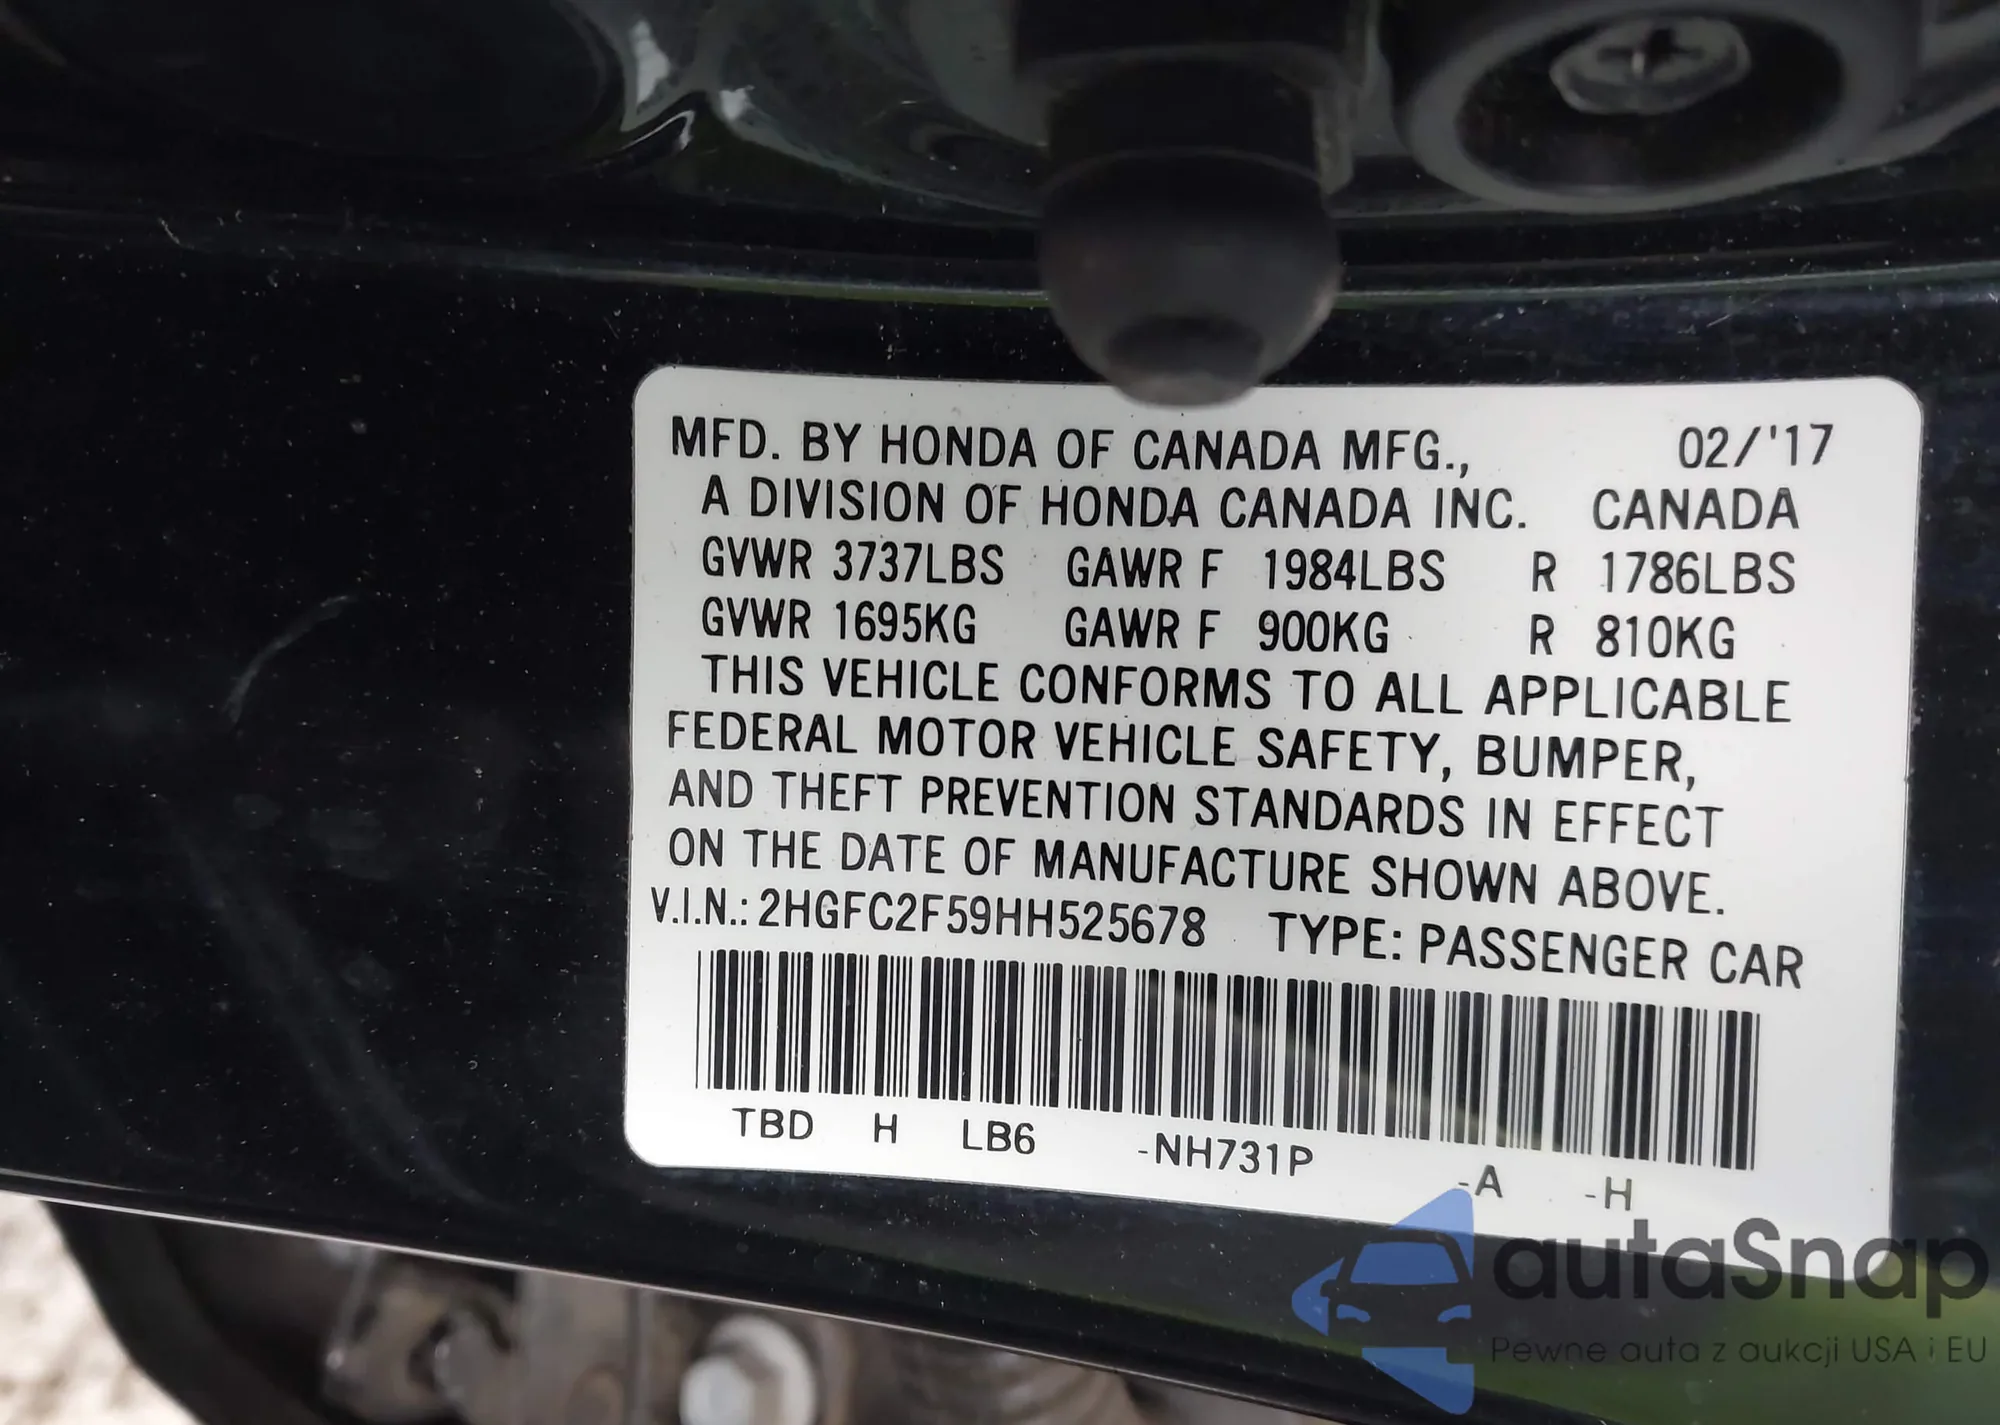 MFD. BY HONDA OF CANADA MFG., 02/'17
A DIVISION OF HONDA CANADA INC. CANADA
GVWR 3737LBS GAWR F 1984LBS R 1786LBS
GVWR 1695KG GAWR F 900KG R 810KG
THIS VEHICLE CONFORMS TO ALL APPLICABLE
FEDERAL MOTOR VEHICLE SAFETY, BUMPER,
AND THEFT PREVENTION STANDARDS IN EFFECT
ON THE DATE OF MANUFACTURE SHOWN ABOVE.
V.I.N.: 2HGFC2F59HH525678 TYPE: PASSENGER CAR
TBD H LB6 -NH731P -A -H
autaSnap
Pewne auta z aukcji USA i EU